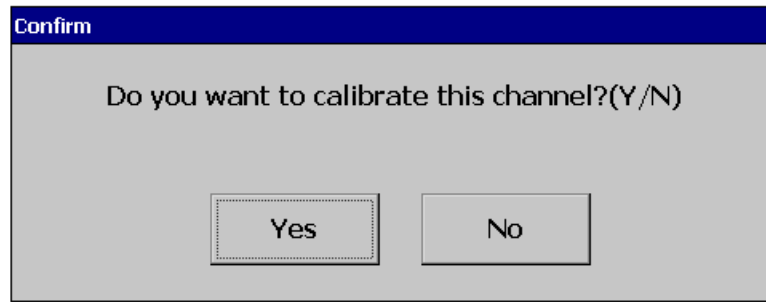 Confirm
Do you want to calibrate this channel?(Y/N)
Yes No